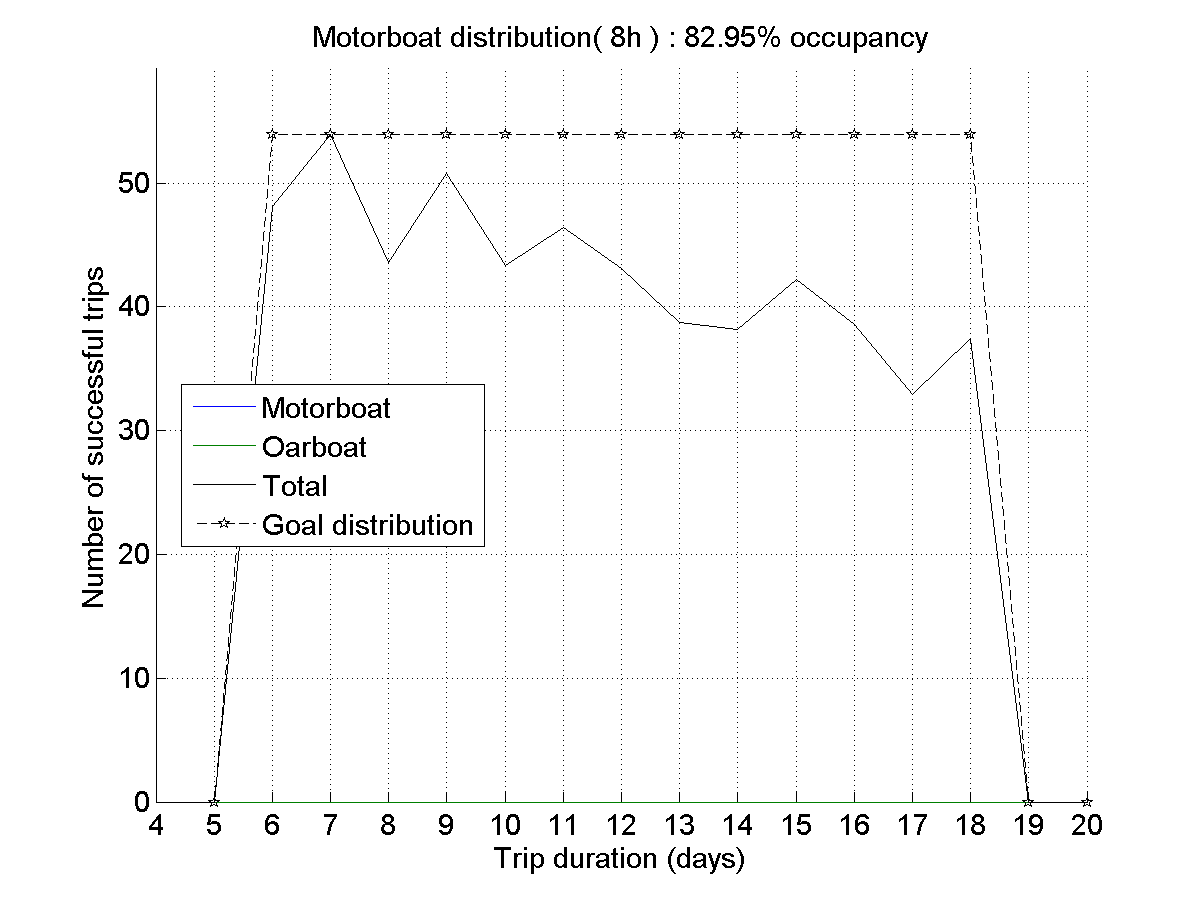 Motorboat distribution( 8h ) : 82.95% occupancy
Number of successful trips
50
40
30
20
10
0
Motorboat
Oarboat
Total
Goal distribution
4 5 6 7 8 9 10 11 12 13 14 15 16 17 18 19 20
Trip duration (days)